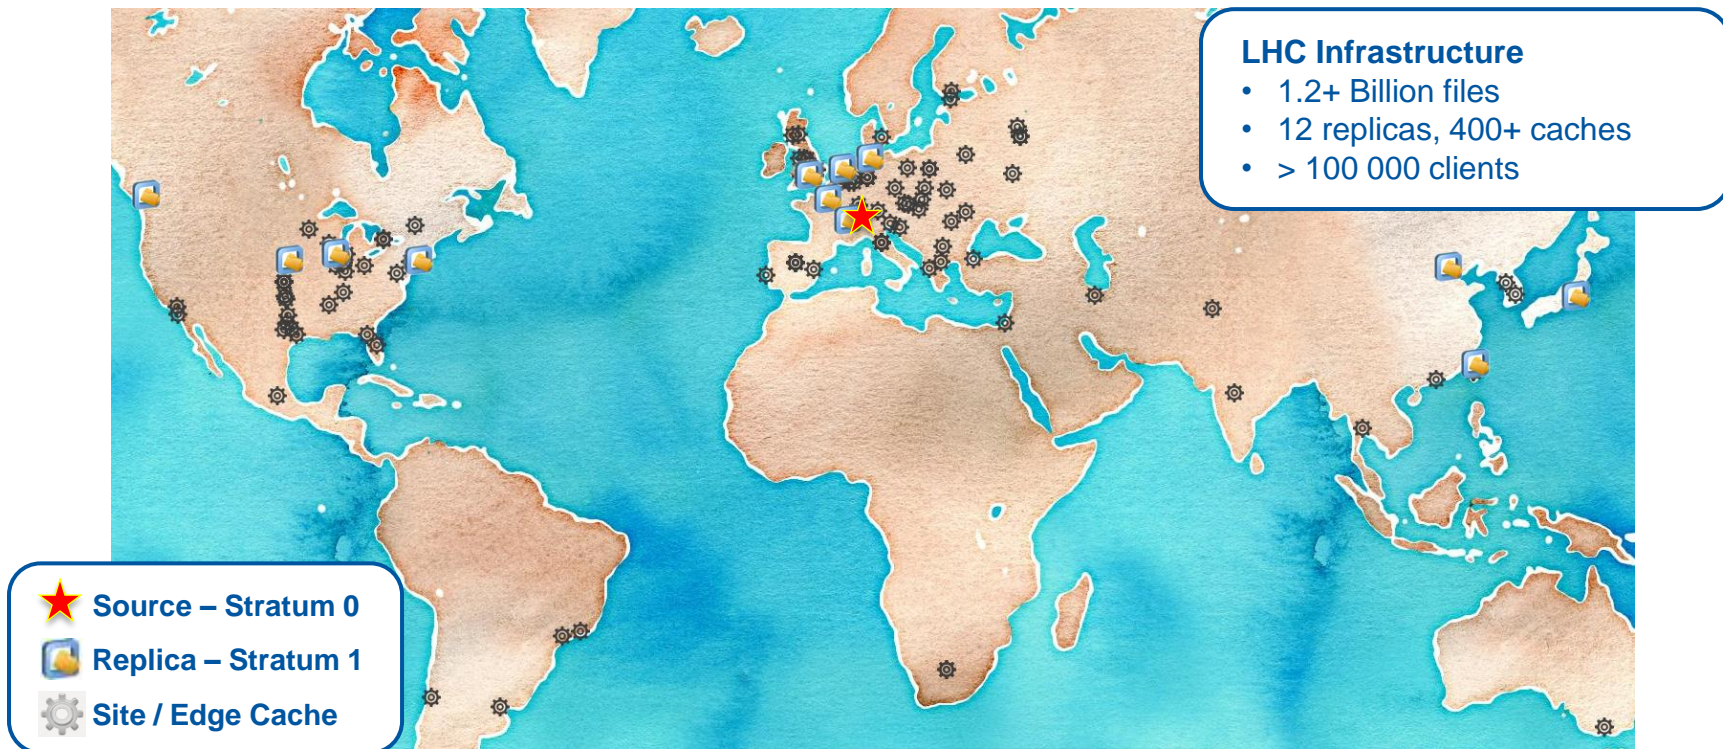 LHC Infrastructure
• 1.2+ Billion files
• 12 replicas, 400+ caches
• > 100 000 clients
Source – Stratum 0
Replica – Stratum 1
Site / Edge Cache